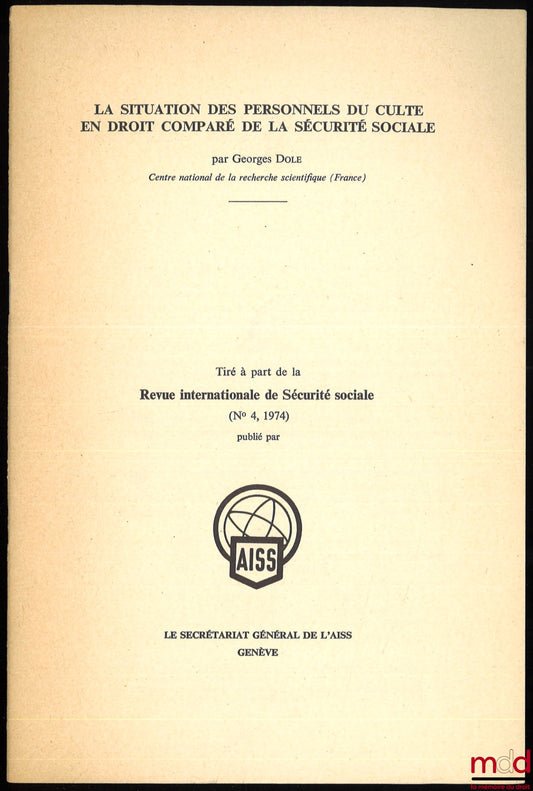 LA SITUATION DES PERSONNELS DU CULTE
EN DROIT COMPARÉ DE LA SÉCURITÉ SOCIALE
par Georges DOLE
Centre national de la recherche scientifique (France)
Tiré à part de la
Revue internationale de Sécurité sociale
(Nº 4, 1974)
publié par
AISS
LE SECRÉTARIAT GÉNÉRAL DE L'AISS
GENÈVE
mdd
la mémoire du droit